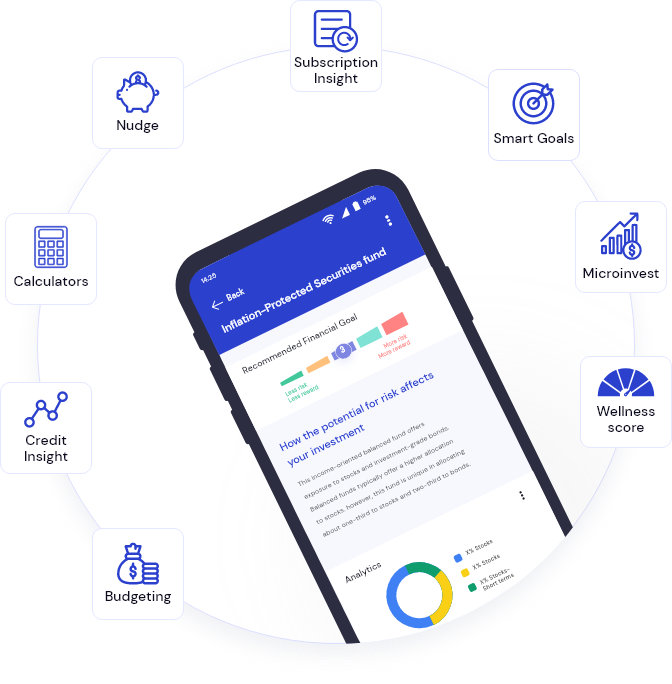 Subscription
Insight
Nudge
Smart Goals
Calculators
Microinvest
Credit
Insight
Wellness
score
Budgeting
14:25
95%
Back
Inflation-Protected Securities fund
Recommended Financial Goal
3
Less risk
Less reward
More risk
More reward
How the potential for risk affects
your investment
This income-oriented balanced fund offers
exposure to stocks and investment-grade bonds.
Balanced funds typically offer a higher allocation
to stocks. however, this fund is unique in allocating
about one-third to stocks and two-third to bonds.
Analytics
X% Stocks
X% Stocks
X% Stocks-
Short terms